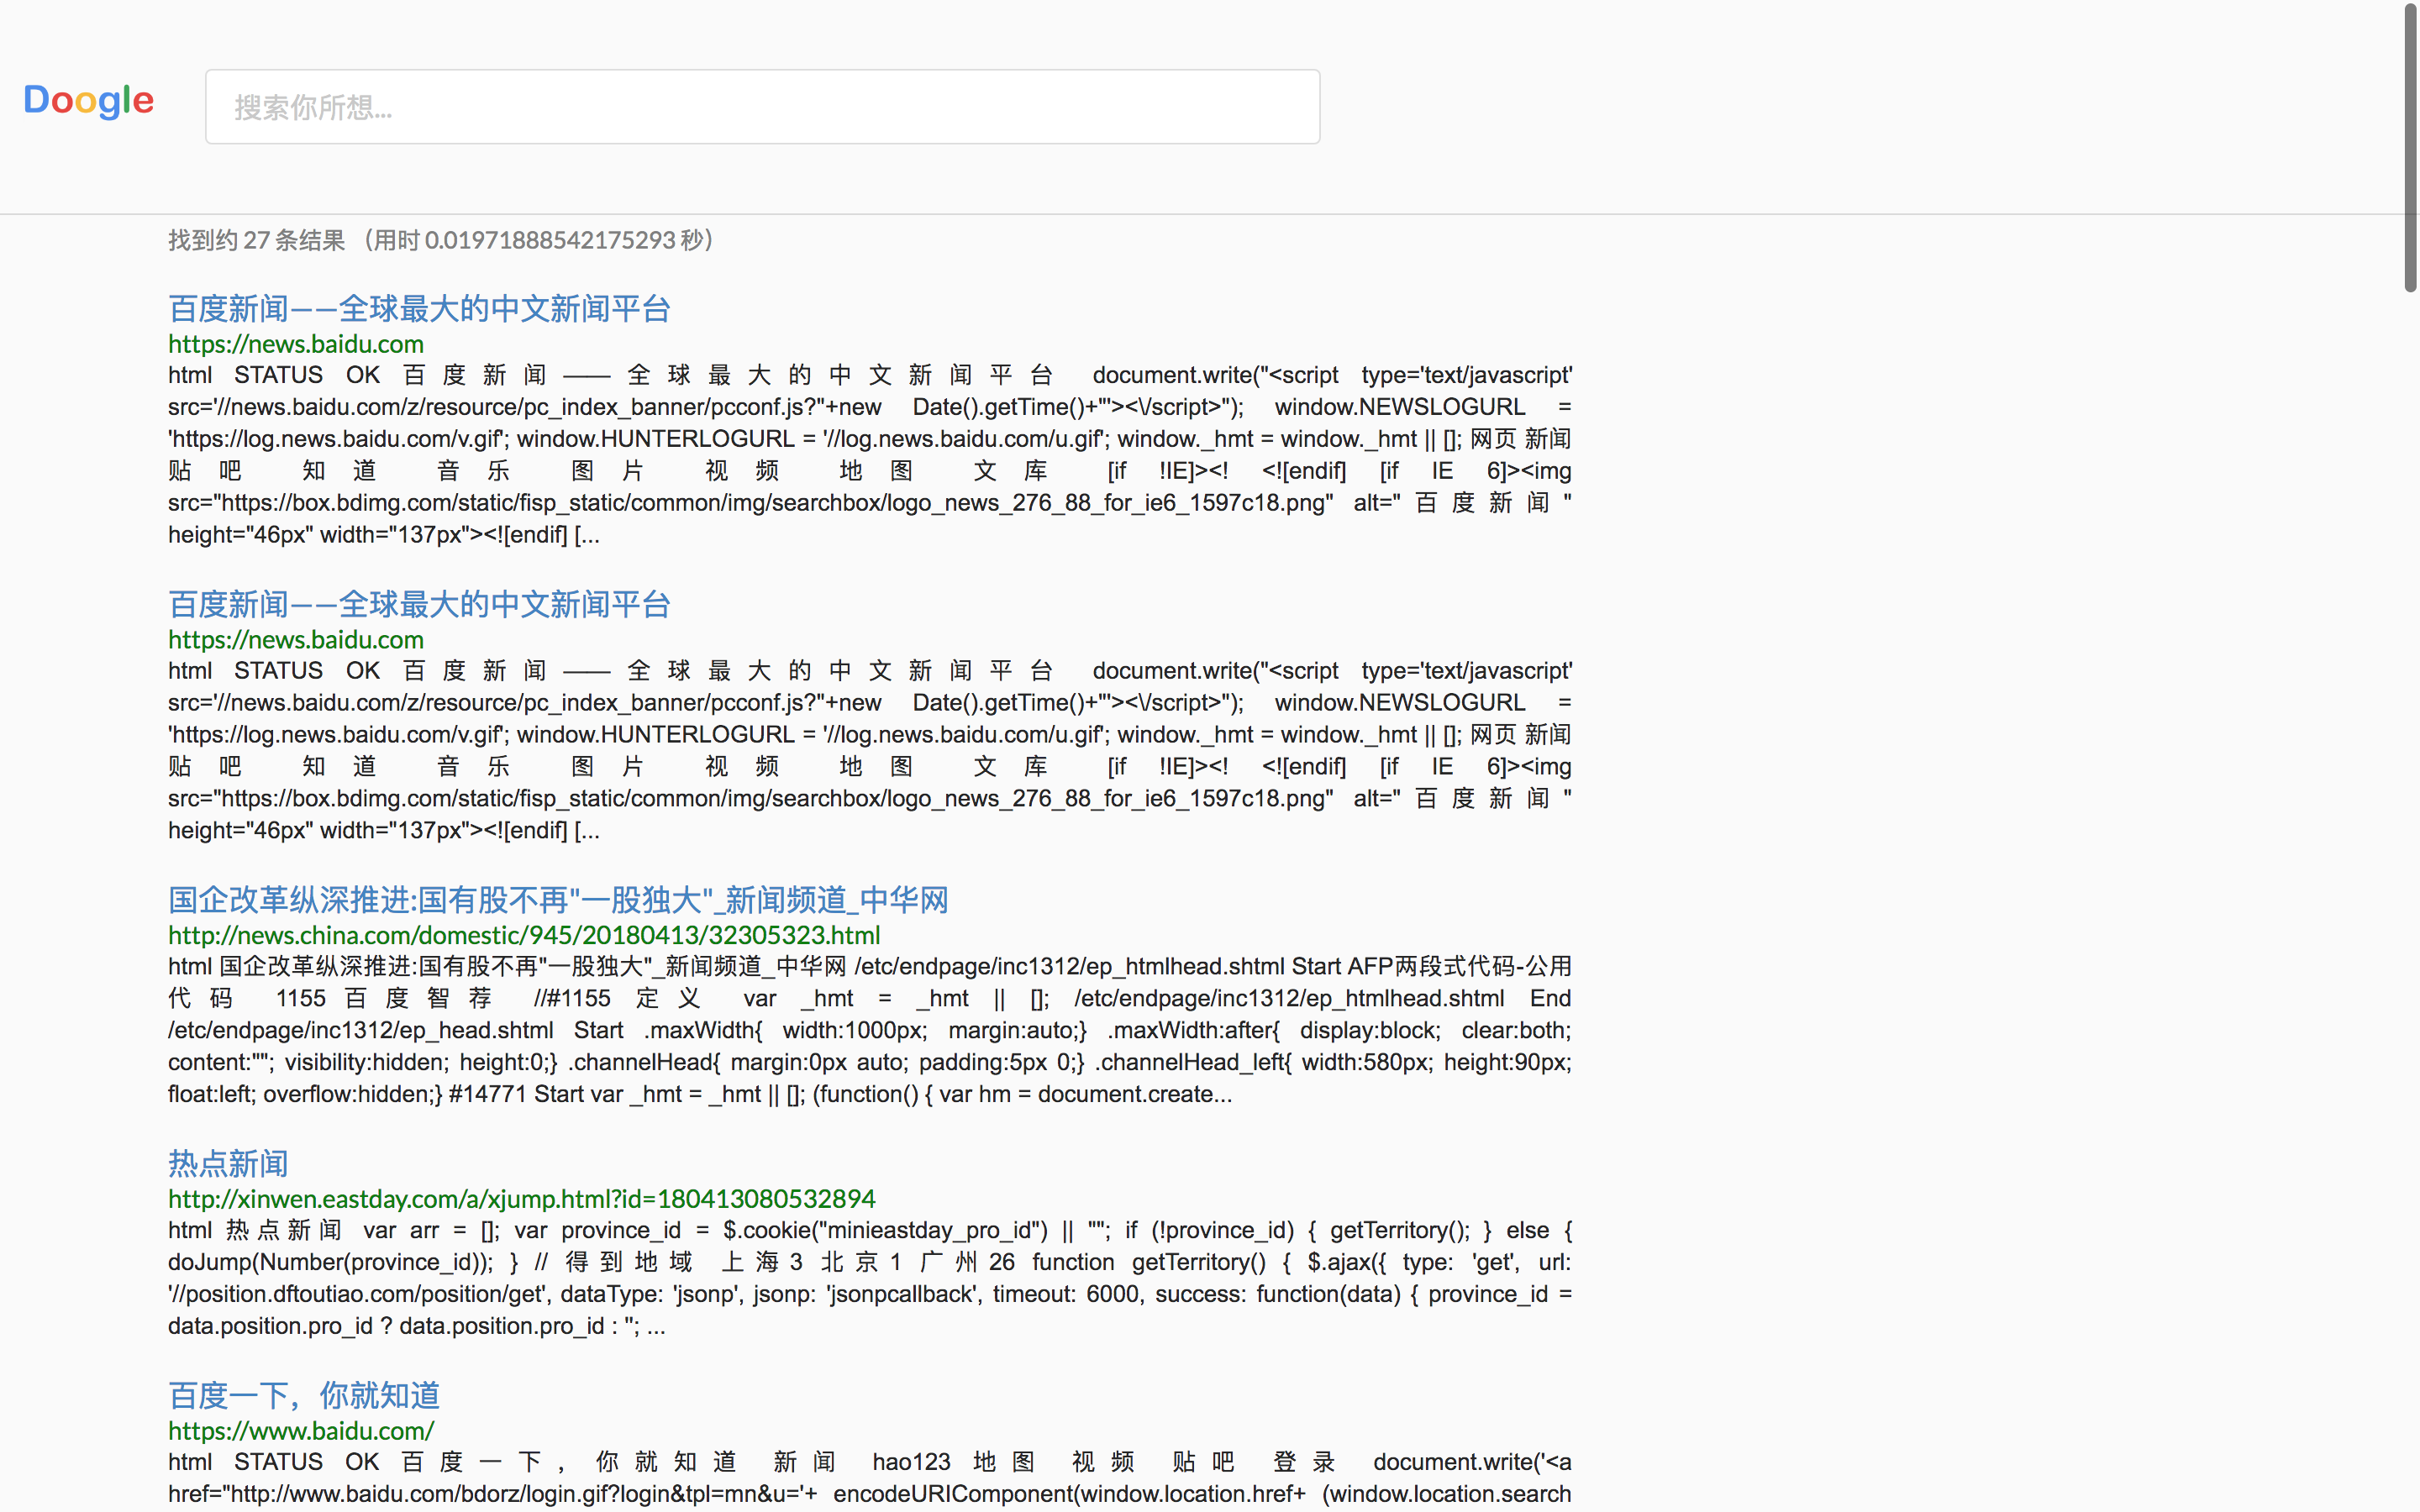 Doogle
搜索你所想...
找到约 27 条结果 （用时 0.01971888542175293 秒）
百度新闻——全球最大的中文新闻平台
https://news.baidu.com
html STATUS OK 百度新闻——全球最大的中文新闻平台 document.write("<script type='text/javascript'
src='//news.baidu.com/z/resource/pc_index_banner/pcconf.js?"+new Date().getTime()+"'><\/script>"); window.NEWSLOGURL =
'https://log.news.baidu.com/v.gif'; window.HUNTERLOGURL = '//log.news.baidu.com/u.gif'; window._hmt = window._hmt || []; 网页 新闻
贴吧 知道 音乐 图片 视频 地图 文库 [if !IE]><! <![endif] [if IE 6]><img
src="https://box.bdimg.com/static/fisp_static/common/img/searchbox/logo_news_276_88_for_ie6_1597c18.png" alt="百度新闻"
height="46px" width="137px"><![endif] [...
百度新闻——全球最大的中文新闻平台
https://news.baidu.com
html STATUS OK 百度新闻——全球最大的中文新闻平台 document.write("<script type='text/javascript'
src='//news.baidu.com/z/resource/pc_index_banner/pcconf.js?"+new Date().getTime()+"'><\/script>"); window.NEWSLOGURL =
'https://log.news.baidu.com/v.gif'; window.HUNTERLOGURL = '//log.news.baidu.com/u.gif'; window._hmt = window._hmt || []; 网页 新闻
贴吧 知道 音乐 图片 视频 地图 文库 [if !IE]><! <![endif] [if IE 6]><img
src="https://box.bdimg.com/static/fisp_static/common/img/searchbox/logo_news_276_88_for_ie6_1597c18.png" alt="百度新闻"
height="46px" width="137px"><![endif] [...
国企改革纵深推进:国有股不再"一股独大"_新闻频道_中华网
http://news.china.com/domestic/945/20180413/32305323.html
html 国企改革纵深推进:国有股不再"一股独大"_新闻频道_中华网 /etc/endpage/inc1312/ep_htmlhead.shtml Start AFP两段式代码-公用
代码 1155百度智荐 //#1155 定义 var _hmt = _hmt || []; /etc/endpage/inc1312/ep_htmlhead.shtml End
/etc/endpage/inc1312/ep_head.shtml Start .maxWidth{ width:1000px; margin:auto;} .maxWidth:after{ display:block; clear:both;
content:""; visibility:hidden; height:0;} .channelHead{ margin:0px auto; padding:5px 0;} .channelHead_left{ width:580px; height:90px;
float:left; overflow:hidden;} #14771 Start var _hmt = _hmt || []; (function() { var hm = document.create...
热点新闻
http://xinwen.eastday.com/a/xjump.html?id=180413080532894
html 热点新闻 var arr = []; var province_id = $.cookie("minieastday_pro_id") || ""; if (!province_id) { getTerritory(); } else {
doJump(Number(province_id)); } // 得到地域 上海3 北京1 广州26 function getTerritory() { $.ajax({ type: 'get', url:
'//position.dftoutiao.com/position/get', dataType: 'jsonp', jsonp: 'jsonpcallback', timeout: 6000, success: function(data) { province_id =
data.position.pro_id ? data.position.pro_id : ''; ...
百度一下，你就知道
https://www.baidu.com/
html STATUS OK 百度一下，你就知道 新闻 hao123 地图 视频 贴吧 登录 document.write('<a
href="http://www.baidu.com/bdorz/login.gif?login&tpl=mn&u='+ encodeURIComponent(window.location.href+ (window.location.search